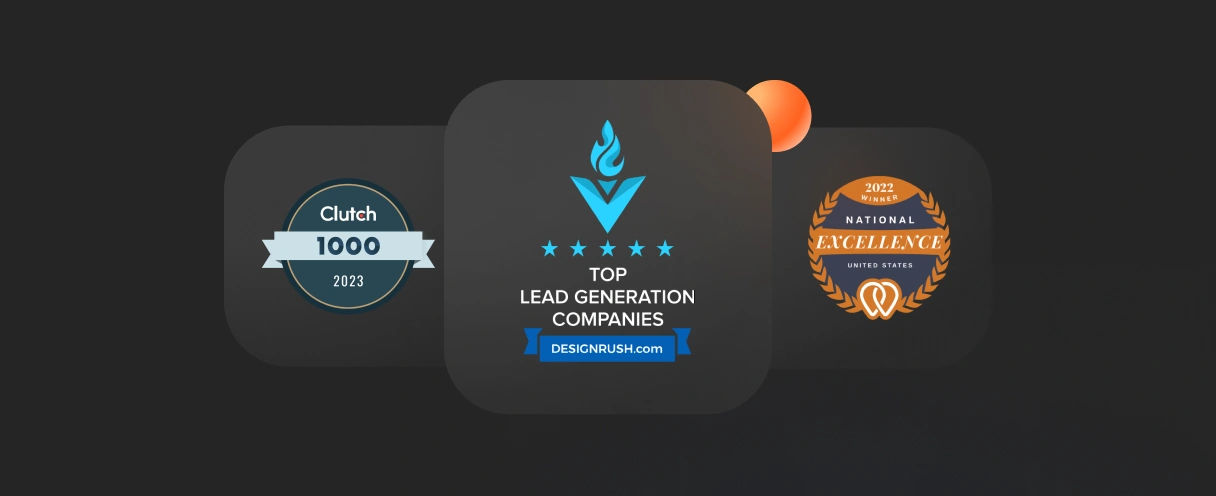 Clutch
1000
2023
TOP
LEAD GENERATION
COMPANIES
DESIGNRUSH.com
2022
WINNER
NATIONAL
EXCELLENCE
UNITED STATES